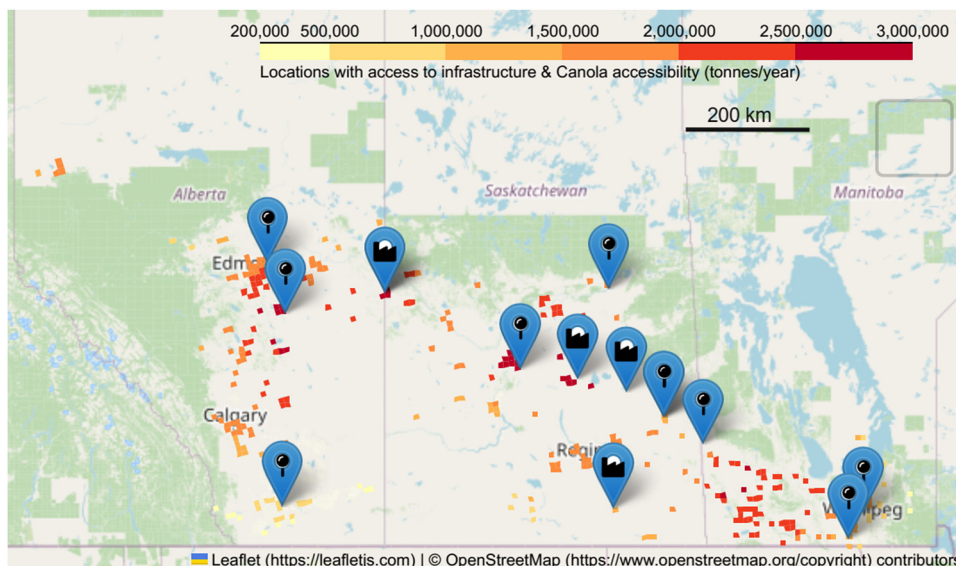 200,000 500,000 1,000,000 1,500,000 2,000,000 2,500,000 3,000,000
Locations with access to infrastructure & Canola accessibility (tonnes/year)
200 km
Alberta Saskatchewan Manitoba
Calgary
Leaflet (https://leafletjs.com) | © OpenStreetMap (https://www.openstreetmap.org/copyright) contributors